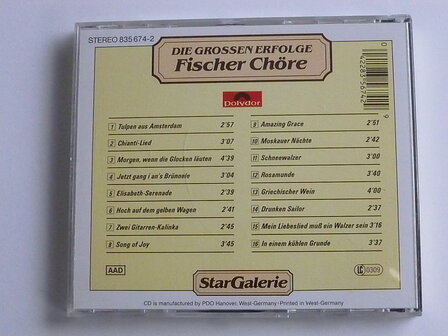 STEREO 835 674-2
DIE GROSSEN ERFOLGE
Fischer Chöre
Polydor
1 Tulpen aus Amsterdam 2'57
2 Chianti-Lied 3'07
3 Morgen, wenn die Glocken läuten 4'39
4 Jetzt gang i an's Brünnele 3'04
5 Elisabeth-Serenade 2'39
6 Hoch auf dem gelben Wagen 2'41
7 Zwei Gitarren-Kalinka 2'45
8 Song of Joy 3'45
9 Amazing Grace 2'51
10 Moskauer Nächte 2'42
11 Schneewalzer 3'00
12 Rosamunde 3'40
13 Griechischer Wein 4'00
14 Drunken Sailor 2'37
15 Mein Liebeslied muß ein Walzer sein 3'16
16 In einem kühlen Grunde 3'37
AAD
StarGalerie
LC 0309
CD is manufactured by PDO Hanover, West-Germany · Printed in West-Germany
0 42283 56742 9